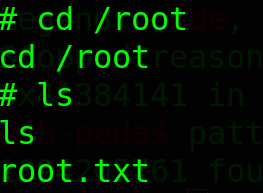 # cd /root
cd /root
# ls
ls
root.txt